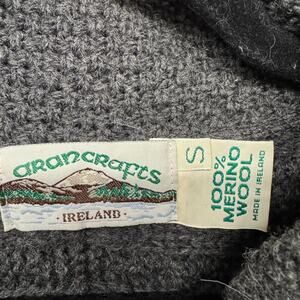 arancrafts
· IRELAND ·
S
100%
MERINO
WOOL
MADE IN IRELAND